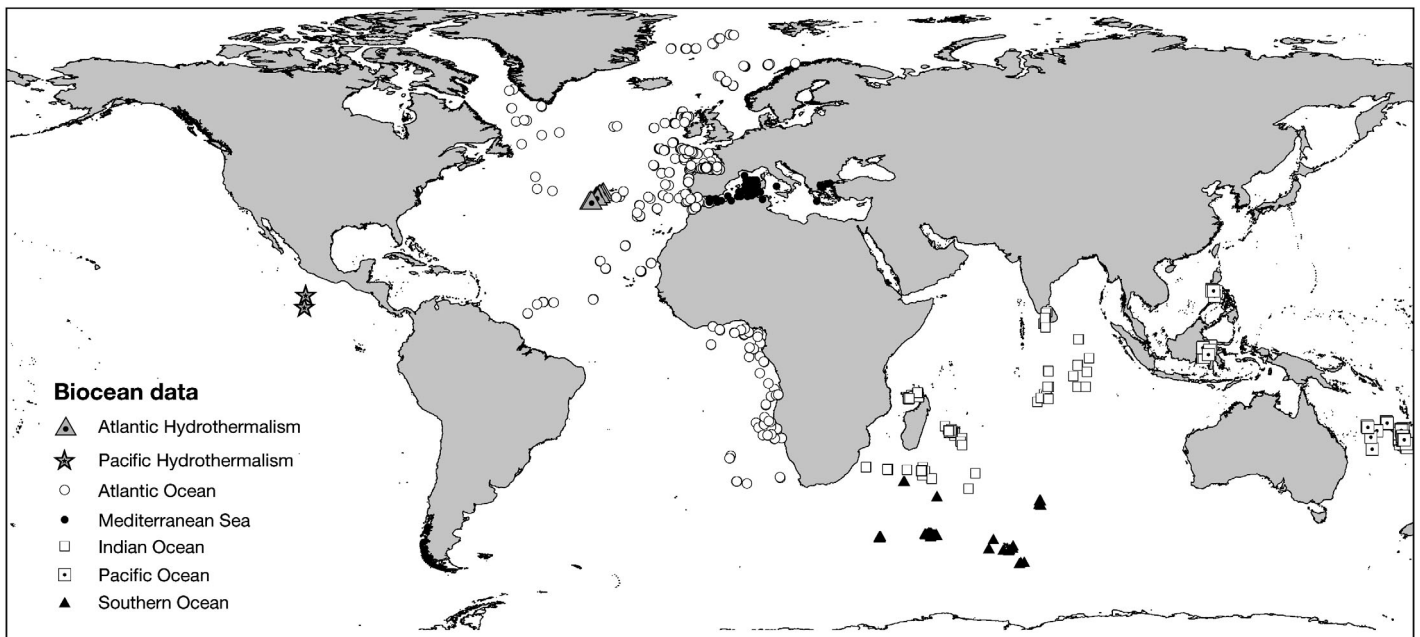 Biocean data
Atlantic Hydrothermalism
Pacific Hydrothermalism
Atlantic Ocean
Mediterranean Sea
Indian Ocean
Pacific Ocean
Southern Ocean